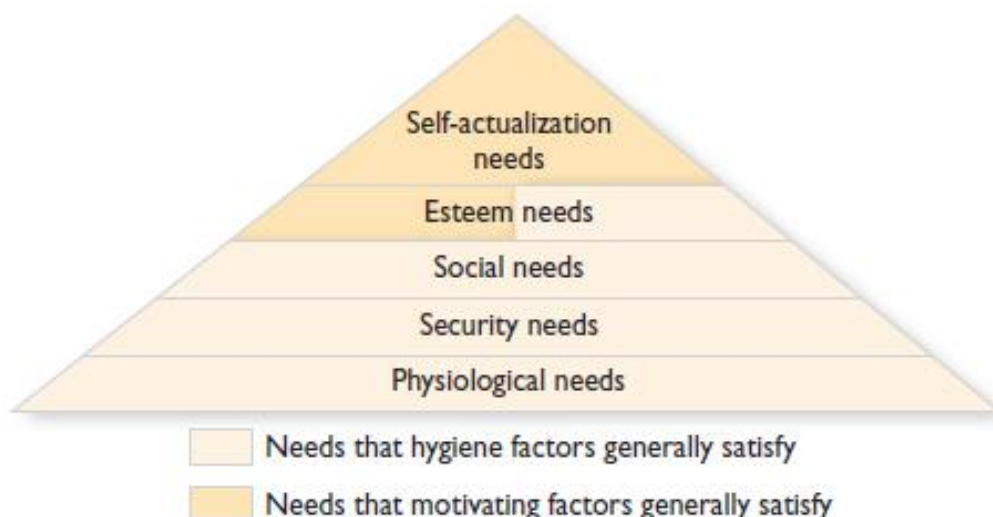 Self-actualization
needs
Esteem needs
Social needs
Security needs
Physiological needs
Needs that hygiene factors generally satisfy
Needs that motivating factors generally satisfy